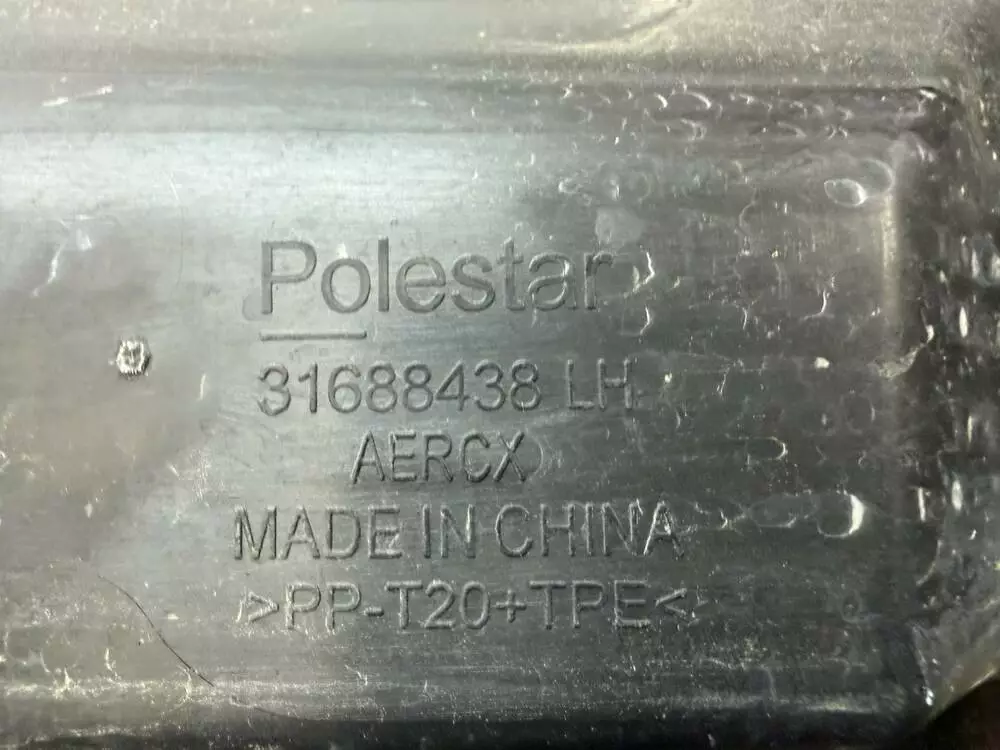 Polestar
31688438 LH
AERCX
MADE IN CHINA
>PP-T20+TPE<